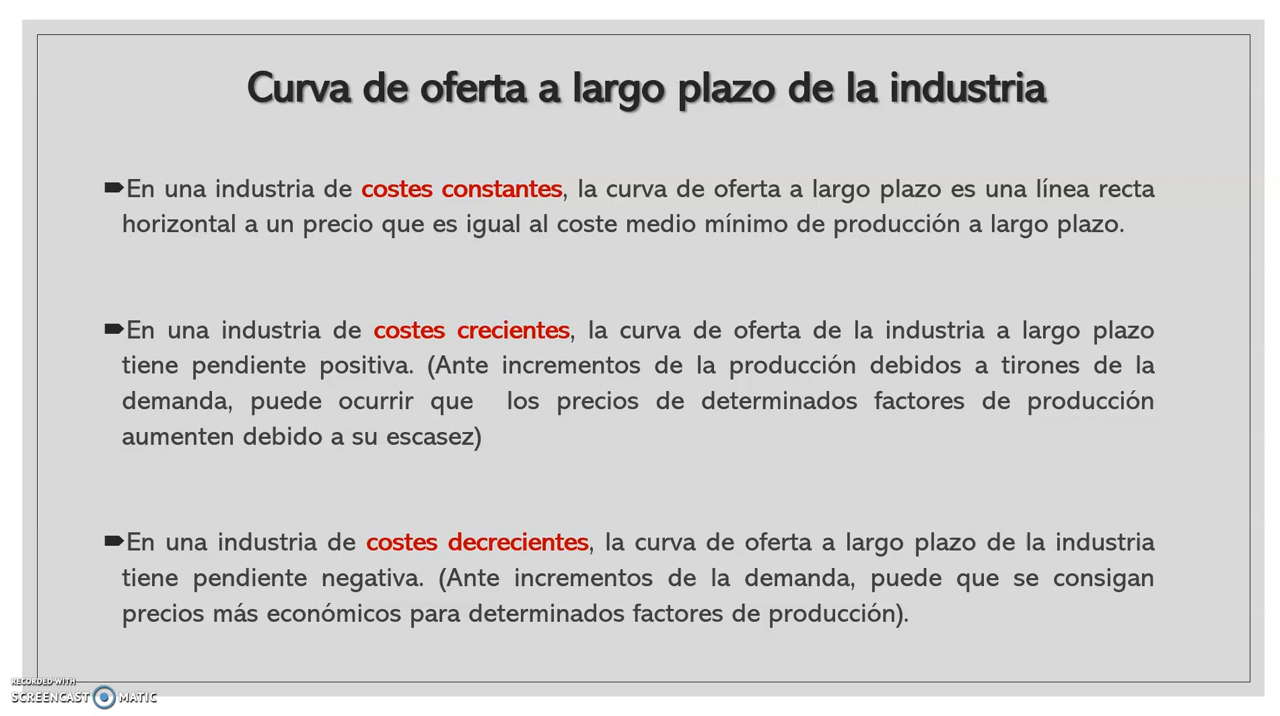 Curva de oferta a largo plazo de la industria
En una industria de costes constantes, la curva de oferta a largo plazo es una línea recta
horizontal a un precio que es igual al coste medio mínimo de producción a largo plazo.
En una industria de costes crecientes, la curva de oferta de la industria a largo plazo
tiene pendiente positiva. (Ante incrementos de la producción debidos a tirones de la
demanda, puede ocurrir que los precios de determinados factores de producción
aumenten debido a su escasez)
En una industria de costes decrecientes, la curva de oferta a largo plazo de la industria
tiene pendiente negativa. (Ante incrementos de la demanda, puede que se consigan
precios más económicos para determinados factores de producción).
RECORDED WITH
SCREENCAST MATIC